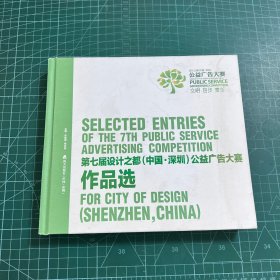 公益广告大赛
PUBLIC SERVICE
SELECTED ENTRIES
OF THE 7TH PUBLIC SERVICE
ADVERTISING COMPETITION
第七届设计之都(中国·深圳)公益广告大赛
作品选
FOR CITY OF DESIGN
(SHENZHEN,CHINA)